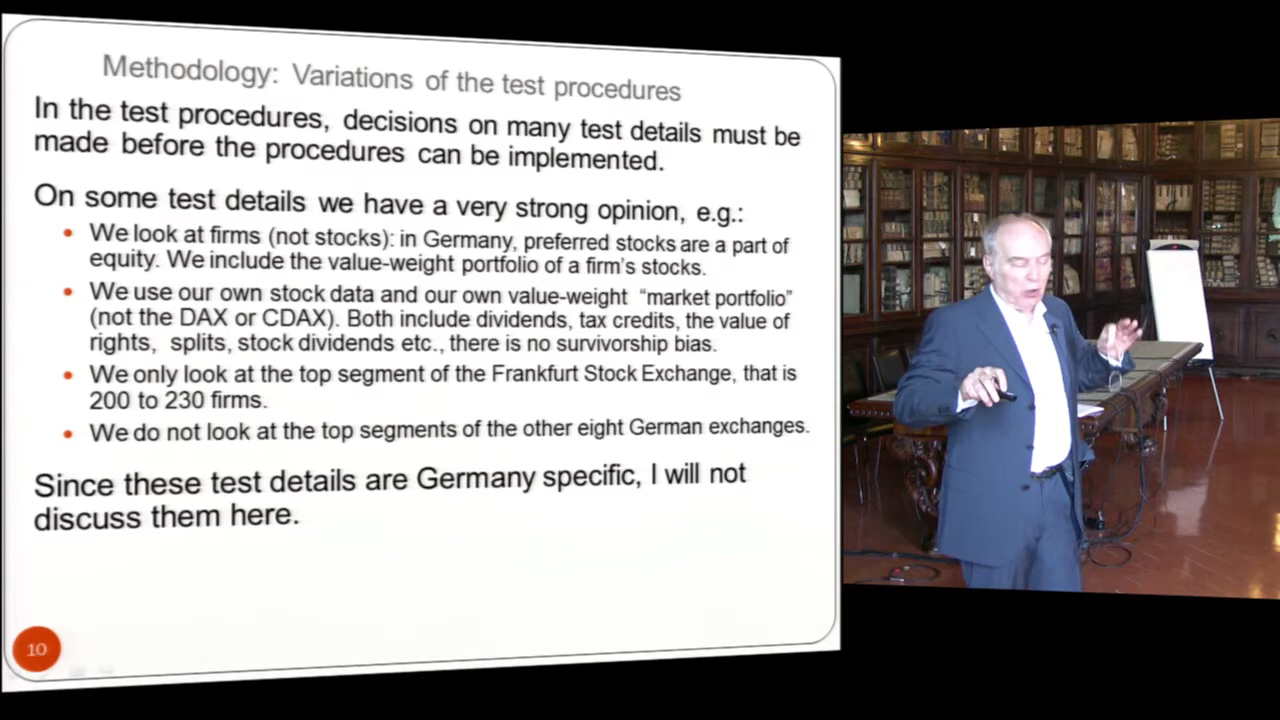 Methodology: Variations of the test procedures
In the test procedures, decisions on many test details must be
made before the procedures can be implemented.
On some test details we have a very strong opinion, e.g.:
• We look at firms (not stocks): in Germany, preferred stocks are a part of
equity. We include the value-weight portfolio of a firm's stocks.
• We use our own stock data and our own value-weight "market portfolio"
(not the DAX or CDAX). Both include dividends, tax credits, the value of
rights, splits, stock dividends etc., there is no survivorship bias.
• We only look at the top segment of the Frankfurt Stock Exchange, that is
200 to 230 firms.
• We do not look at the top segments of the other eight German exchanges.
Since these test details are Germany specific, I will not
discuss them here.
10